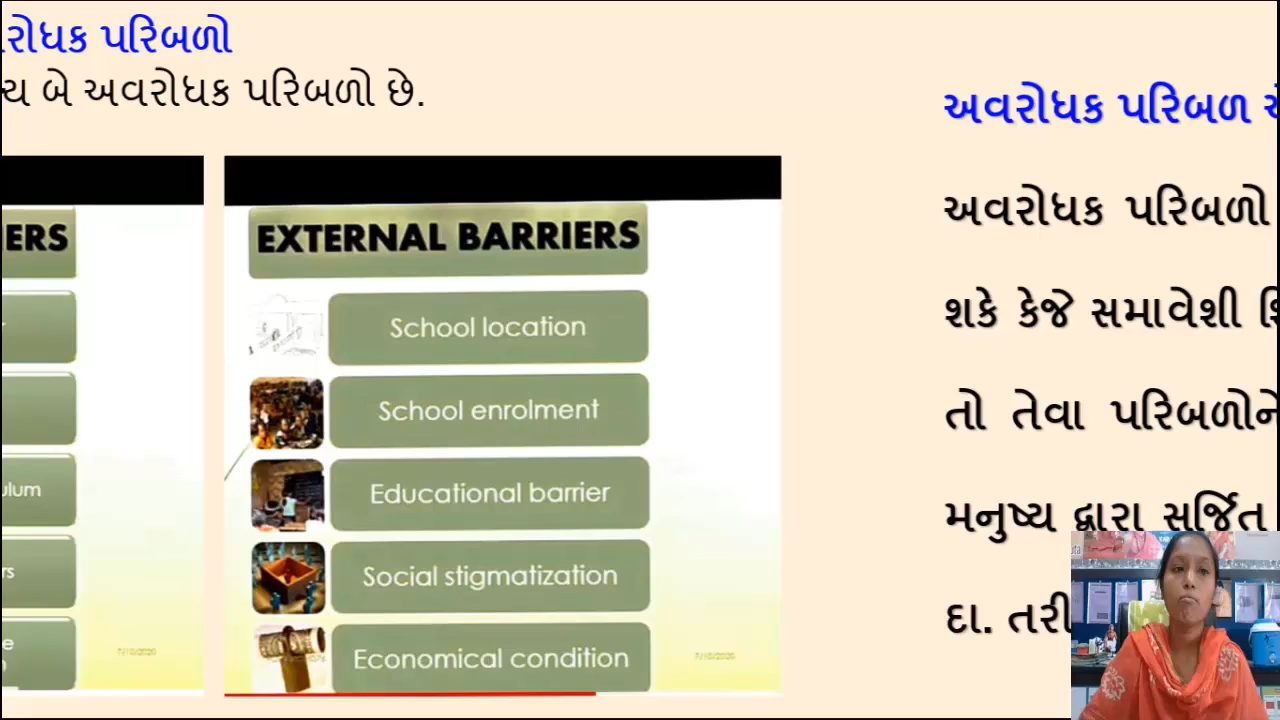 રોધક પરિબળો
ય બે અવરોધક પરિબળો છે.
IERS
ulum
rs
e
n
EXTERNAL BARRIERS
School location
School enrolment
Educational barrier
Social stigmatization
Economical condition
અવરોધક પરિબળ
અવરોધક પરિબળો
શકે કેજે સમાવેશી
તો તેવા પરિબળોને
મનુષ્ય દ્વારા સર્જિત
દા. તરી